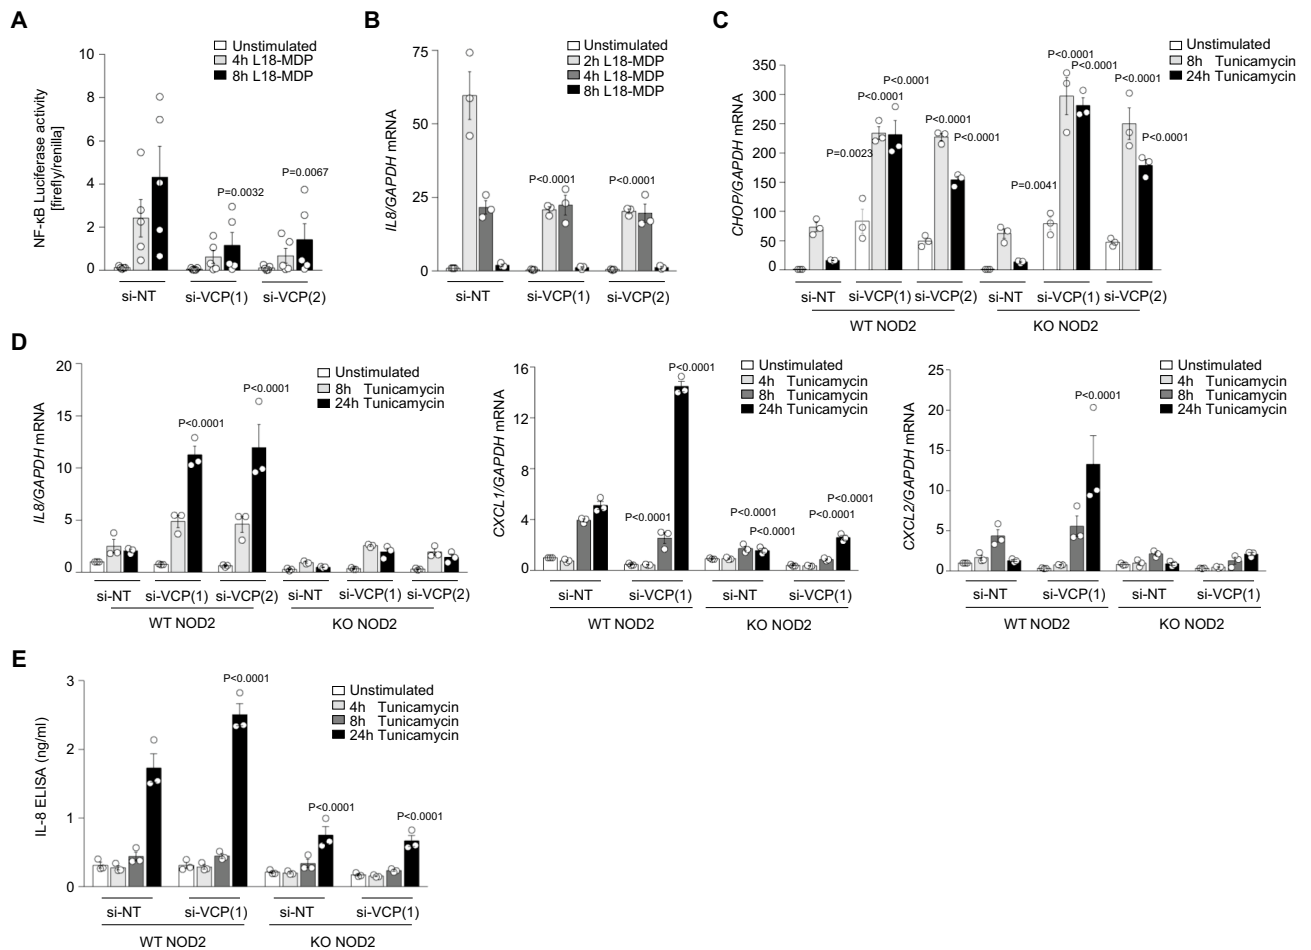 A
Unstimulated
4h L18-MDP
8h L18-MDP
NF-κB Luciferase activity
[firefly/renilla]
10
8
6
4
2
0
P=0.0032
P=0.0067
si-NT
si-VCP(1)
si-VCP(2)
B
Unstimulated
2h L18-MDP
4h L18-MDP
8h L18-MDP
IL8/GAPDH mRNA
75
50
25
0
P<0.0001
P<0.0001
si-NT
si-VCP(1)
si-VCP(2)
C
Unstimulated
8h Tunicamycin
24h Tunicamycin
CHOP/GAPDH mRNA
350
300
250
200
150
100
50
0
P=0.0023
P<0.0001
P<0.0001
P<0.0001
P<0.0001
P=0.0041
P<0.0001
P<0.0001
P<0.0001
P<0.0001
si-NT
si-VCP(1)
si-VCP(2)
si-NT
si-VCP(1)
si-VCP(2)
WT NOD2
KO NOD2
D
Unstimulated
8h Tunicamycin
24h Tunicamycin
IL8/GAPDH mRNA
20
15
10
5
0
P<0.0001
P<0.0001
si-NT
si-VCP(1)
si-VCP(2)
si-NT
si-VCP(1)
si-VCP(2)
WT NOD2
KO NOD2
Unstimulated
4h Tunicamycin
8h Tunicamycin
24h Tunicamycin
CXCL1/GAPDH mRNA
16
12
8
4
0
P<0.0001
P<0.0001
P<0.0001
P<0.0001
P<0.0001
P<0.0001
si-NT
si-VCP(1)
si-NT
si-VCP(1)
WT NOD2
KO NOD2
Unstimulated
4h Tunicamycin
8h Tunicamycin
24h Tunicamycin
CXCL2/GAPDH mRNA
25
20
15
10
5
0
P<0.0001
si-NT
si-VCP(1)
si-NT
si-VCP(1)
WT NOD2
KO NOD2
E
Unstimulated
4h Tunicamycin
8h Tunicamycin
24h Tunicamycin
IL-8 ELISA (ng/ml)
3
2
1
0
P<0.0001
P<0.0001
P<0.0001
si-NT
si-VCP(1)
si-NT
si-VCP(1)
WT NOD2
KO NOD2